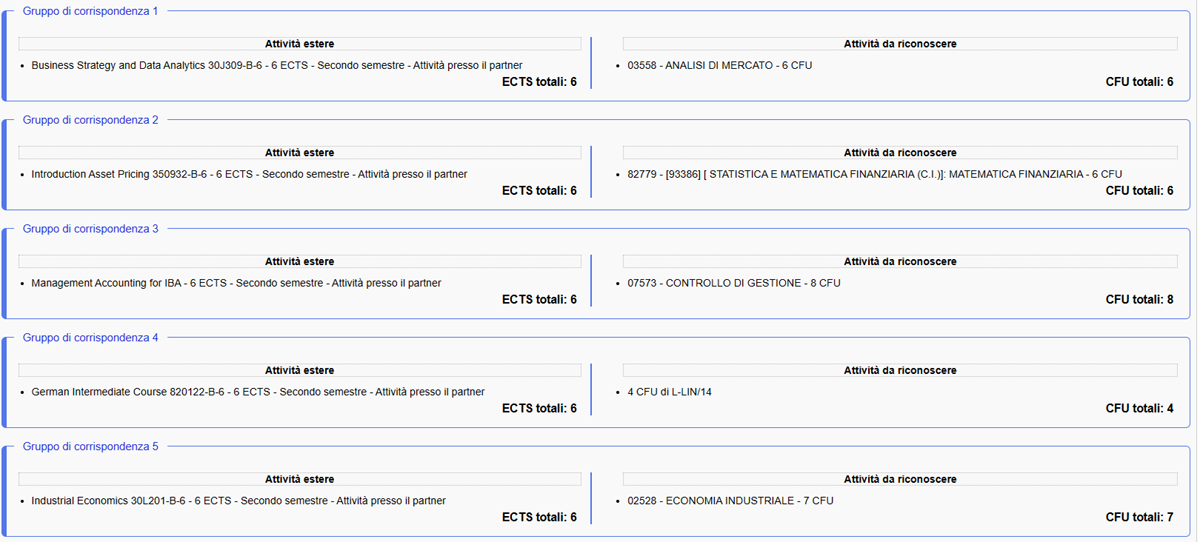 Gruppo di corrispondenza 1
Attività estere
Business Strategy and Data Analytics 30J309-B-6 - 6 ECTS - Secondo semestre - Attività presso il partner
ECTS totali: 6
Attività da riconoscere
03558 - ANALISI DI MERCATO - 6 CFU
CFU totali: 6
Gruppo di corrispondenza 2
Attività estere
Introduction Asset Pricing 350932-B-6 - 6 ECTS - Secondo semestre - Attività presso il partner
ECTS totali: 6
Attività da riconoscere
82779 - [93386] [ STATISTICA E MATEMATICA FINANZIARIA (C.I.)]: MATEMATICA FINANZIARIA - 6 CFU
CFU totali: 6
Gruppo di corrispondenza 3
Attività estere
Management Accounting for IBA - 6 ECTS - Secondo semestre - Attività presso il partner
ECTS totali: 6
Attività da riconoscere
07573 - CONTROLLO DI GESTIONE - 8 CFU
CFU totali: 8
Gruppo di corrispondenza 4
Attività estere
German Intermediate Course 820122-B-6 - 6 ECTS - Secondo semestre - Attività presso il partner
ECTS totali: 6
Attività da riconoscere
4 CFU di L-LIN/14
CFU totali: 4
Gruppo di corrispondenza 5
Attività estere
Industrial Economics 30L201-B-6 - 6 ECTS - Secondo semestre - Attività presso il partner
ECTS totali: 6
Attività da riconoscere
02528 - ECONOMIA INDUSTRIALE - 7 CFU
CFU totali: 7